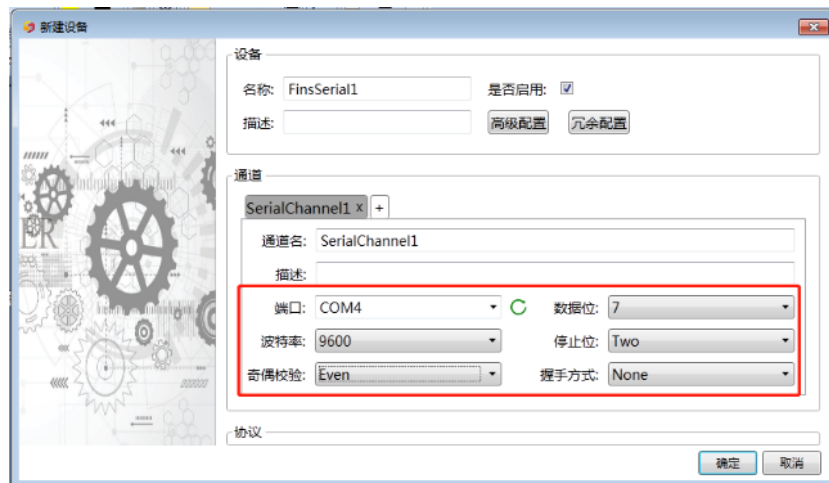 新建设备
设备
名称: FinsSerial1 是否启用:
描述: 高级配置 冗余配置
通道
SerialChannel1 x +
通道名: SerialChannel1
描述:
端口: COM4 数据位: 7
波特率: 9600 停止位: Two
奇偶校验: Even 握手方式: None
协议
确定 取消